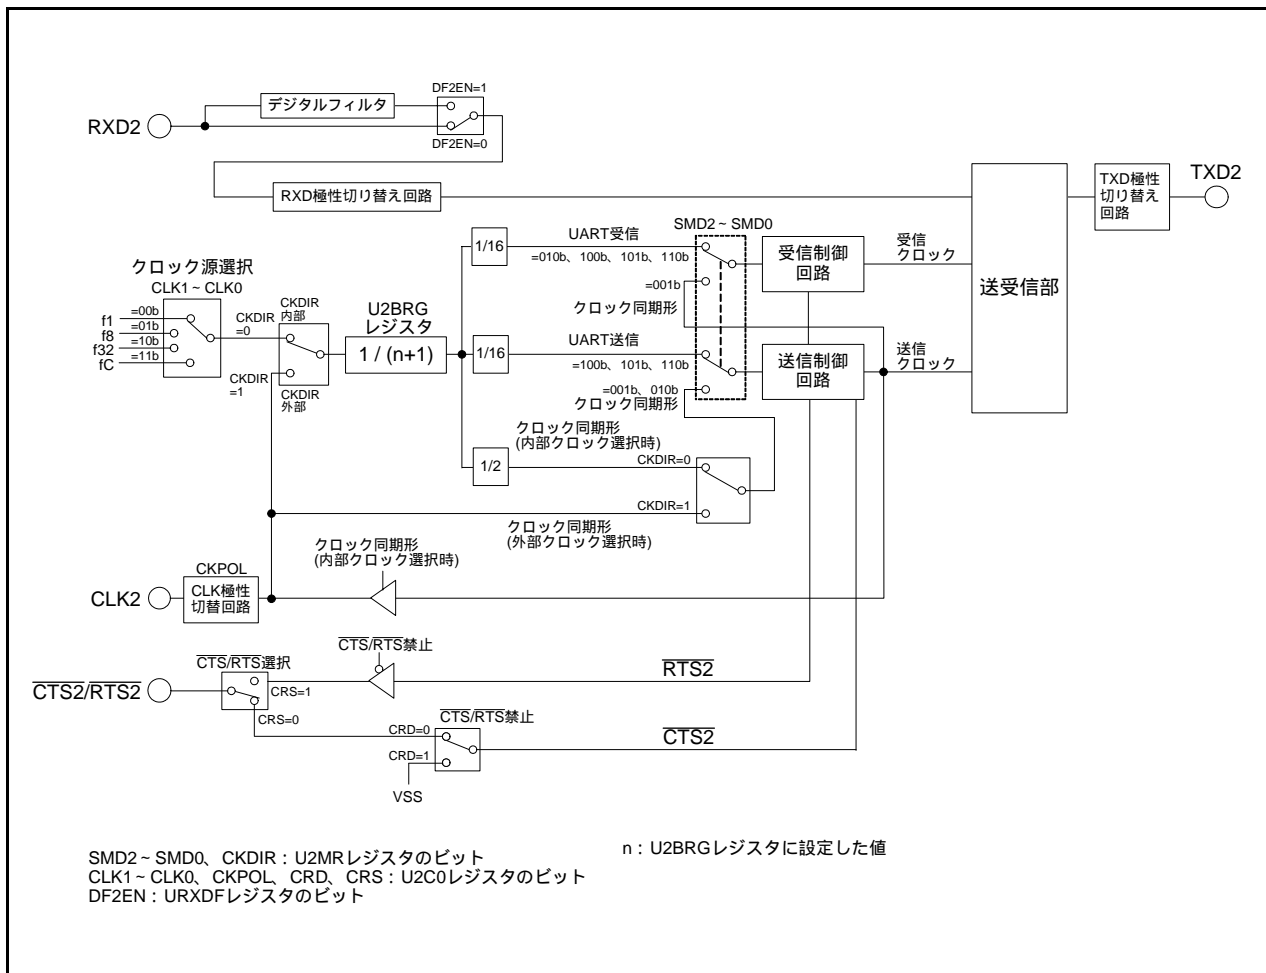 DF2EN=1
デジタルフィルタ
RXD2
DF2EN=0
RXD極性切り替え回路
TXD極性
切り替え
回路
TXD2
送受信部
クロック源選択
CLK1～CLK0
f1
=00b
f8
=01b
f32
=10b
fC
=11b
CKDIR
=0
CKDIR
=1
CKDIR
内部
CKDIR
外部
U2BRG
レジスタ
1 / (n+1)
1/16
UART受信
=010b、100b、101b、110b
SMD2～SMD0
=001b
クロック同期形
受信制御
回路
受信
クロック
1/16
UART送信
=100b、101b、110b
=001b、010b
クロック同期形
送信制御
回路
送信
クロック
1/2
クロック同期形
(内部クロック選択時)
CKDIR=0
CKDIR=1
クロック同期形
(外部クロック選択時)
クロック同期形
(内部クロック選択時)
CKPOL
CLK2
CLK極性
切替回路
CTS/RTS禁止
CTS/RTS選択
CTS2/RTS2
CRS=1
CRS=0
RTS2
CTS/RTS禁止
CRD=0
CRD=1
CTS2
VSS
SMD2～SMD0、CKDIR：U2MRレジスタのビット
CLK1～CLK0、CKPOL、CRD、CRS：U2C0レジスタのビット
DF2EN：URXDFレジスタのビット
n：U2BRGレジスタに設定した値